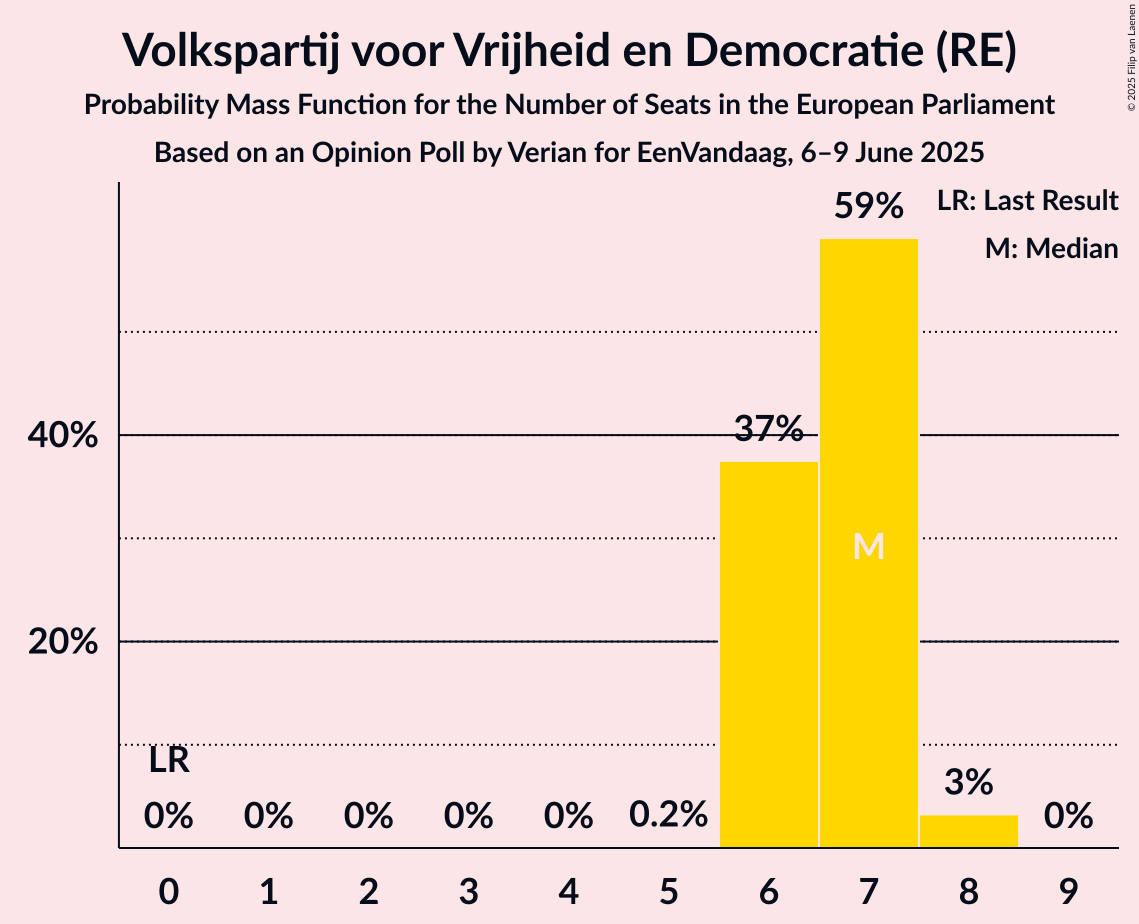 Volkspartij voor Vrijheid en Democratie (RE)
Probability Mass Function for the Number of Seats in the European Parliament
Based on an Opinion Poll by Verian for EenVandaag, 6–9 June 2025
© 2025 Filip van Laenen
LR: Last Result
M: Median
59%
40%
37%
M
20%
LR
0% 0% 0% 0% 0% 0.2% 3% 0%
0 1 2 3 4 5 6 7 8 9